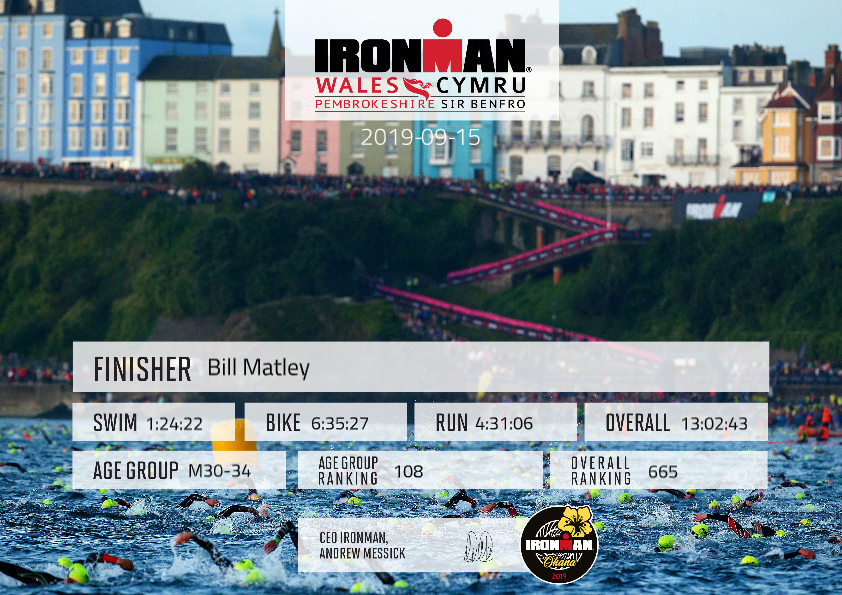 IRONMAN®
WALES CYMRU
PEMBROKESHIRE SIR BENFRO
2019-09-15
IRONMAN
FINISHER Bill Matley
SWIM 1:24:22 BIKE 6:35:27 RUN 4:31:06 OVERALL 13:02:43
AGE GROUP M30-34
AGE GROUP
RANKING 108
OVERALL
RANKING 665
CEO IRONMAN,
ANDREW MESSICK
IRONMAN
Ohana
2019